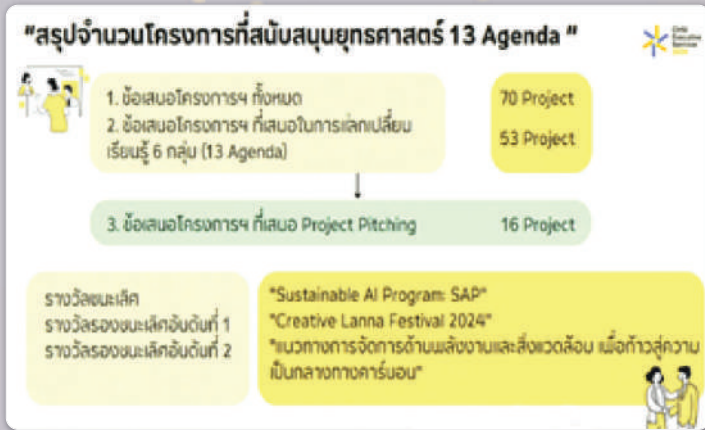 "สรุปจำนวนโครงการที่สนับสนุนยุทธศาสตร์ 13 Agenda "
1. ข้อเสนอโครงการฯ ทั้งหมด
70 Project
2. ข้อเสนอโครงการฯ ที่เสนอในการแลกเปลี่ยน
เรียนรู้ 6 กลุ่ม (13 Agenda)
53 Project
3. ข้อเสนอโครงการฯ ที่เสนอ Project Pitching
16 Project
รางวัลชนะเลิศ
"Sustainable AI Program: SAP"
รางวัลรองชนะเลิศอันดับที่ 1
"Creative Lanna Festival 2024"
รางวัลรองชนะเลิศอันดับที่ 2
"แนวทางการจัดการด้านพลังงานและสิ่งแวดล้อม เพื่อก้าวสู่ความ
เป็นกลางทางคาร์บอน"